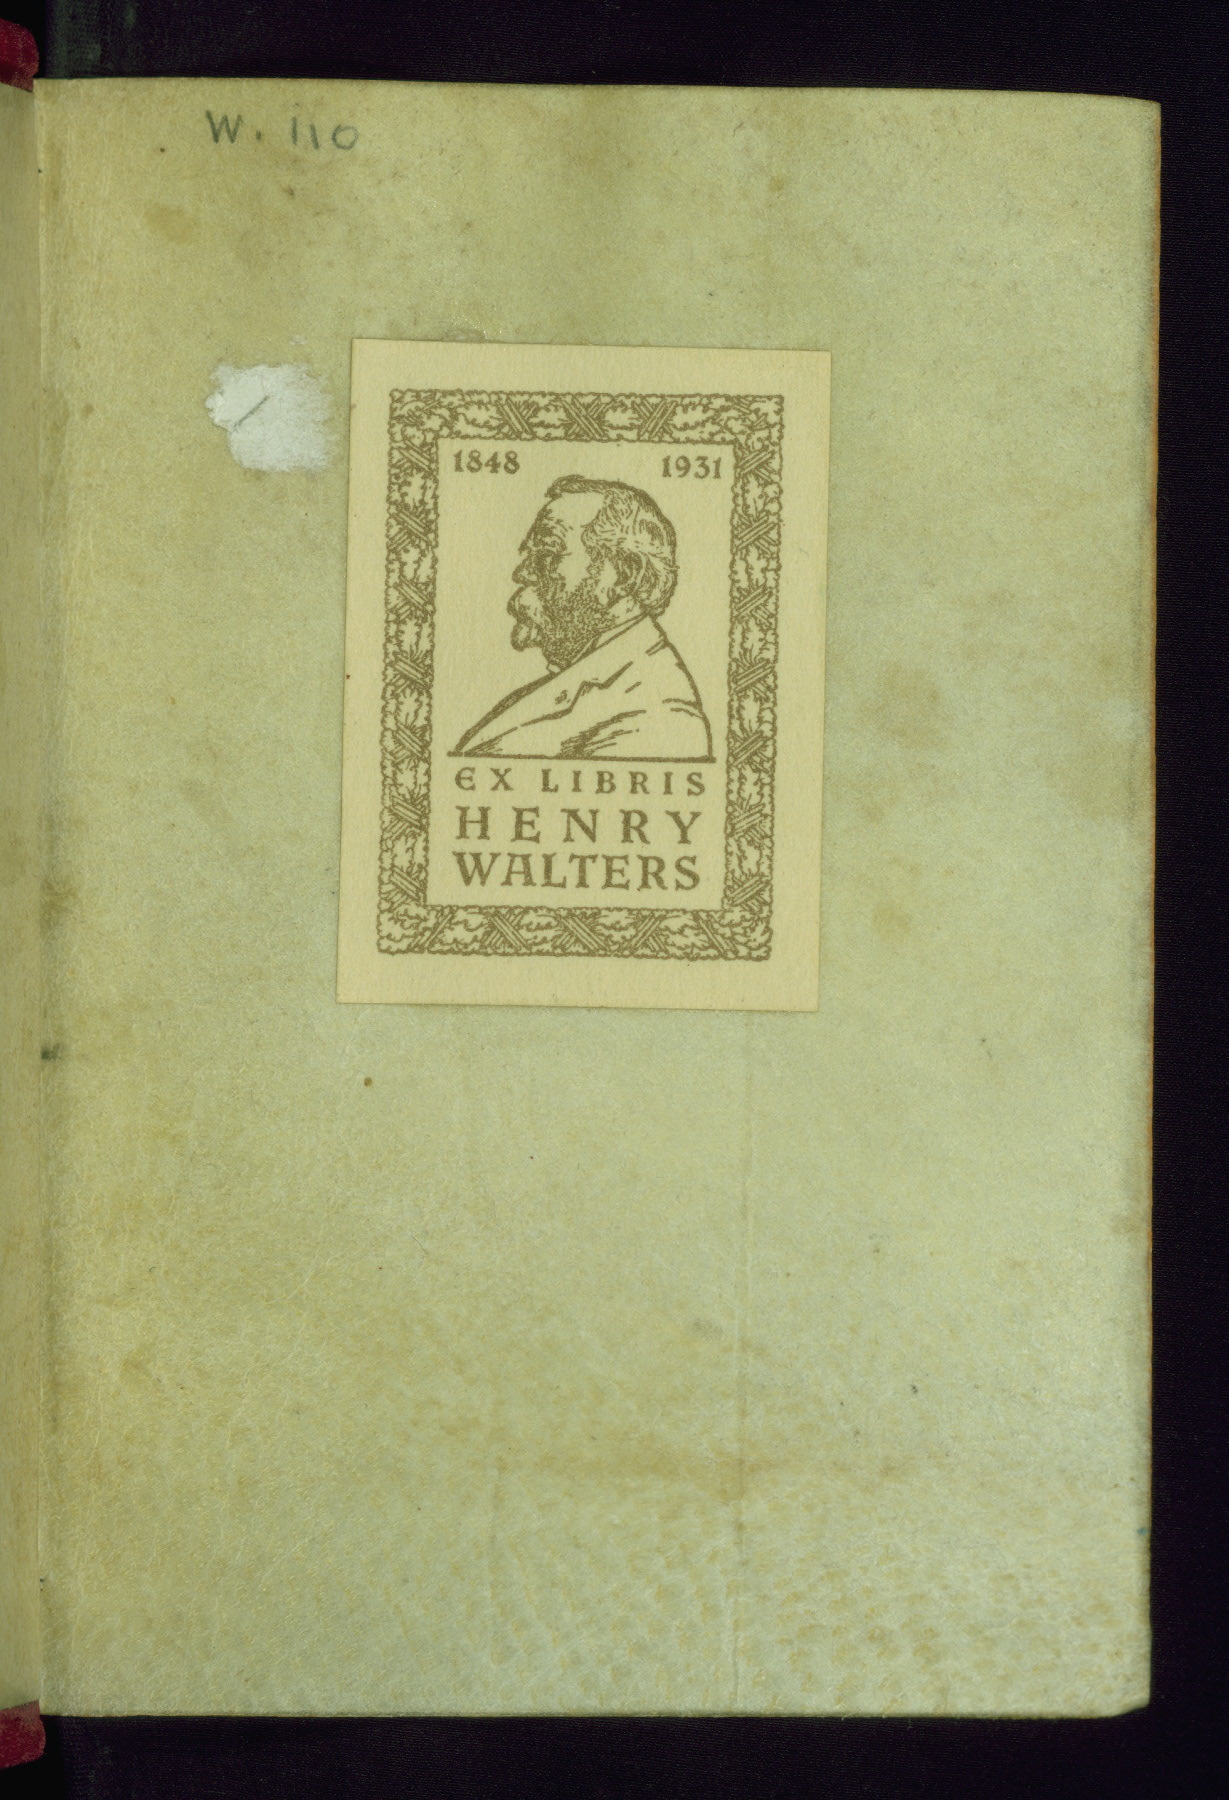 W. 110
1848 1931
EX LIBRIS
HENRY
WALTERS